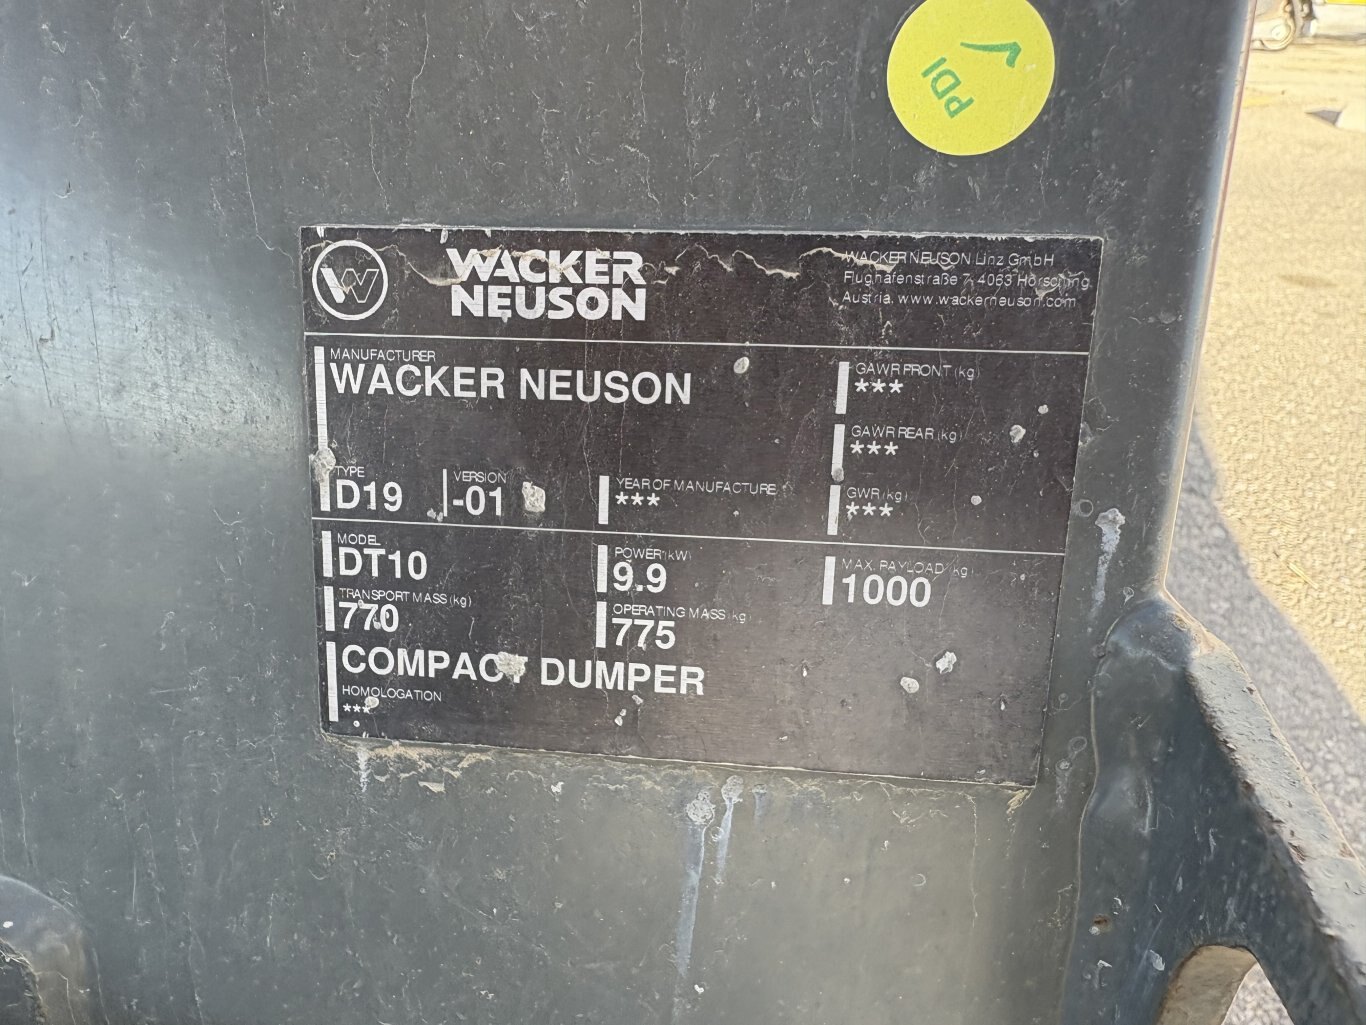 PDI
WACKER
NEUSON
WACKER NEUSON Linz GmbH
Flughafenstraße 7, 4063 Hörsching,
Austria, www.wackerneuson.com
MANUFACTURER
WACKER NEUSON
GAWR FRONT (kg)
***
GAWR REAR (kg)
***
TYPE
D19
VERSION
-01
YEAR OF MANUFACTURE
***
GWR (kg)
***
MODEL
DT10
POWER (kW)
9.9
MAX. PAYLOAD (kg)
1000
TRANSPORT MASS (kg)
770
OPERATING MASS (kg)
775
COMPACT DUMPER
HOMOLOGATION
***